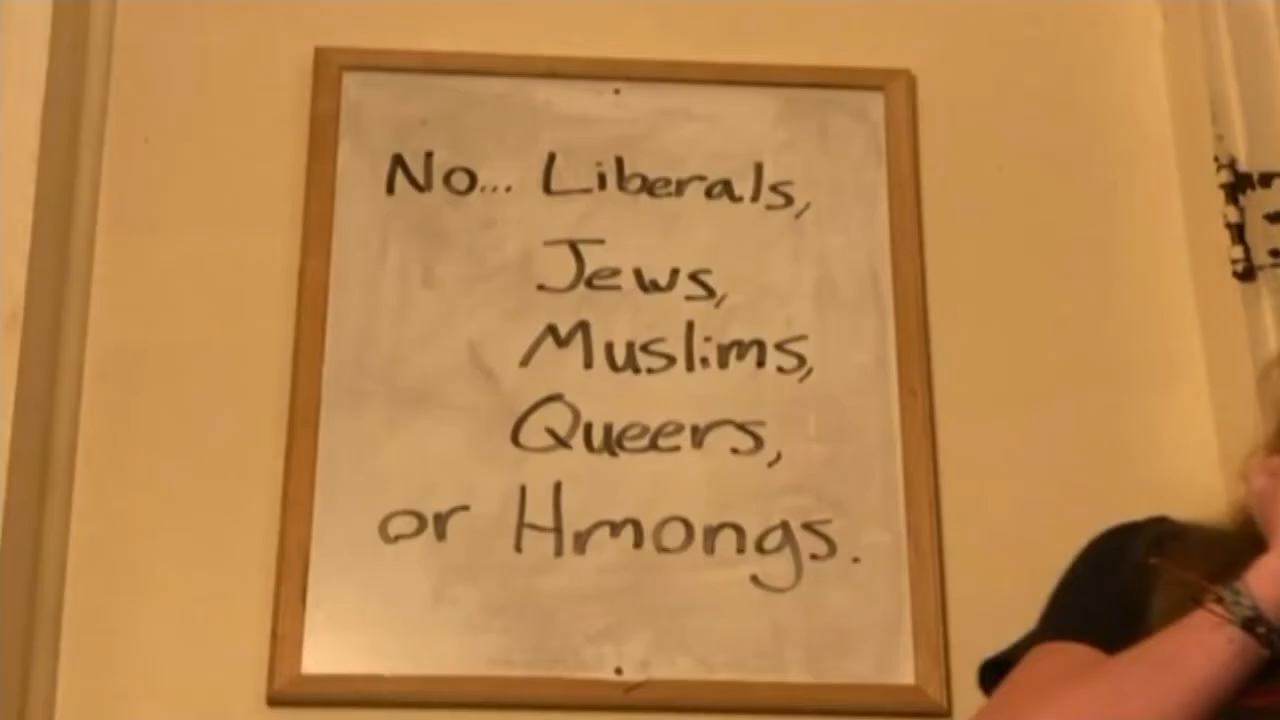 No... Liberals,
Jews,
Muslims,
Queers,
or Hmongs.